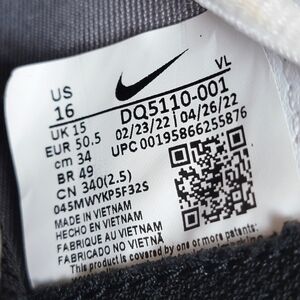 VL
US
16
DQ5110-001
UK 15
02/23/22 | 04/26/22
EUR 50.5
UPC 00195866255876
cm 34
BR 49
CN 340(2.5)
045MWYKP5F32S
MADE IN VIETNAM
HECHO EN VIETNAM
FABRIQUE AU VIETNAM
FABRICADO NO VIETNÃ
This product is covered by one or more patents.